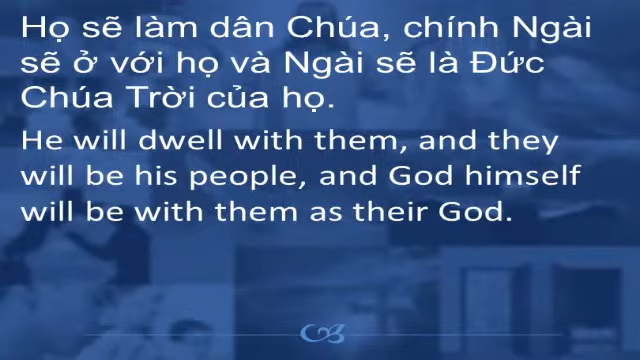 Họ sẽ làm dân Chúa, chính Ngài
sẽ ở với họ và Ngài sẽ là Đức
Chúa Trời của họ.
He will dwell with them, and they
will be his people, and God himself
will be with them as their God.